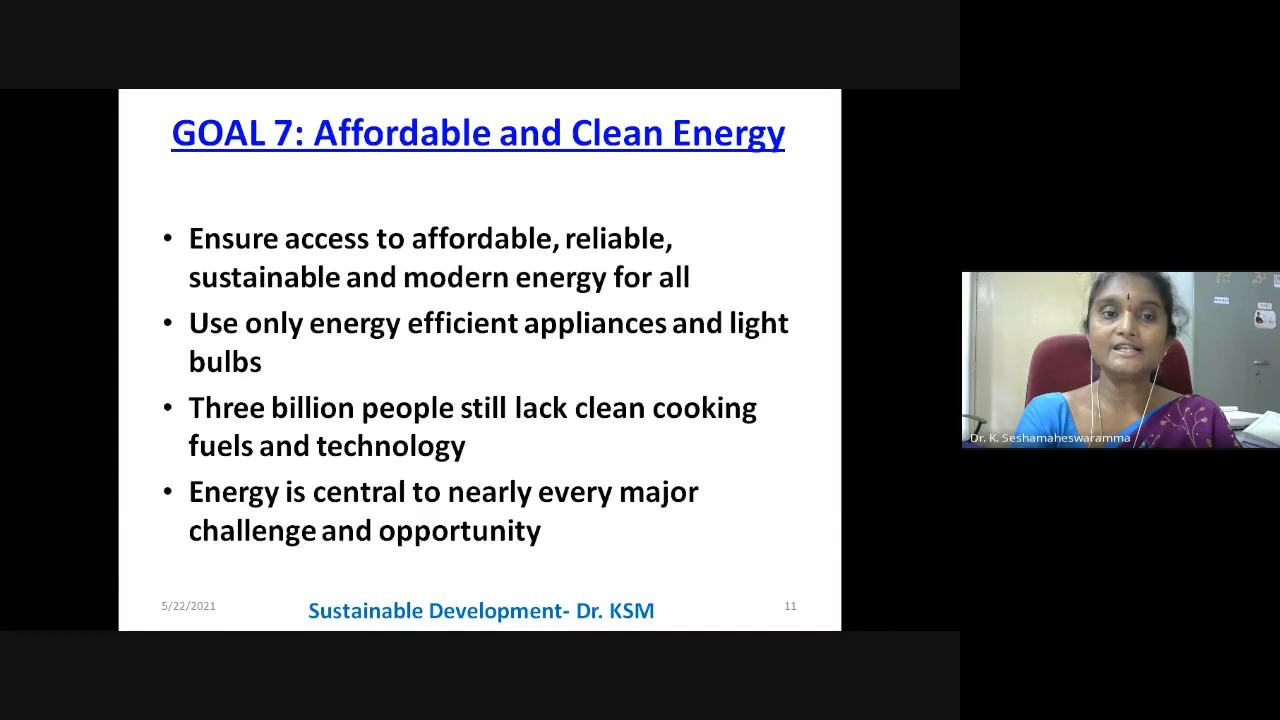 GOAL 7: Affordable and Clean Energy
• Ensure access to affordable, reliable,
sustainable and modern energy for all
• Use only energy efficient appliances and light
bulbs
• Three billion people still lack clean cooking
fuels and technology
• Energy is central to nearly every major
challenge and opportunity
5/22/2021
Sustainable Development- Dr. KSM
11
Dr. K. Seshamaheswaramma